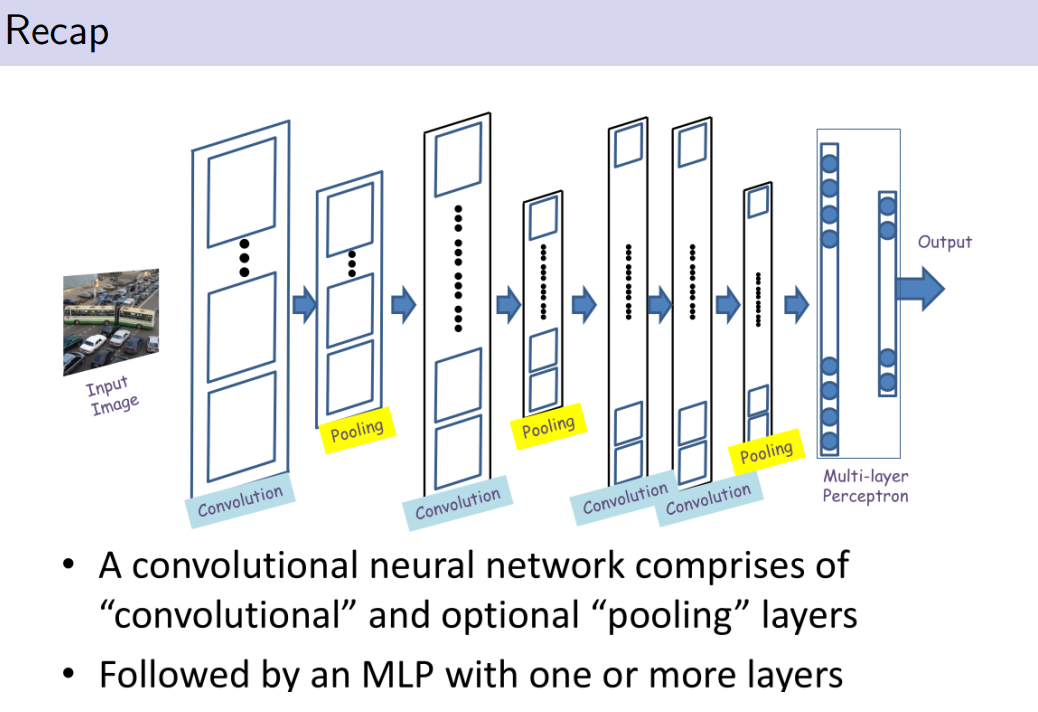 Recap
Input
Image
Convolution
Pooling
Convolution
Pooling
Convolution
Convolution
Pooling
Multi-layer
Perceptron
Output
• A convolutional neural network comprises of
“convolutional” and optional “pooling” layers
• Followed by an MLP with one or more layers